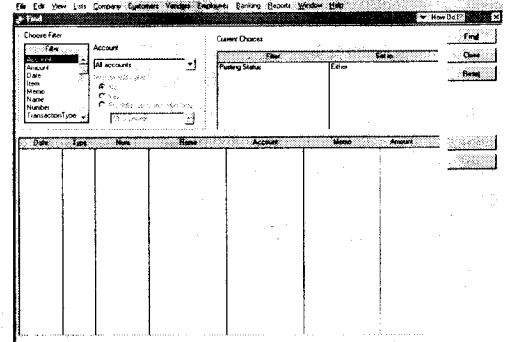 File Edit View Lists Company Customers Vendors Employees Banking Reports Window Help
Find
How Do I?
Choose Filter
Filter
Account
Amount
Date
Item
Memo
Name
Number
TransactionType
Account
All accounts
Current Choices
Filter
Set to
Posting Status
Either
Find
Close
Reset
Date
Type
Num
Name
Account
Memo
Amount